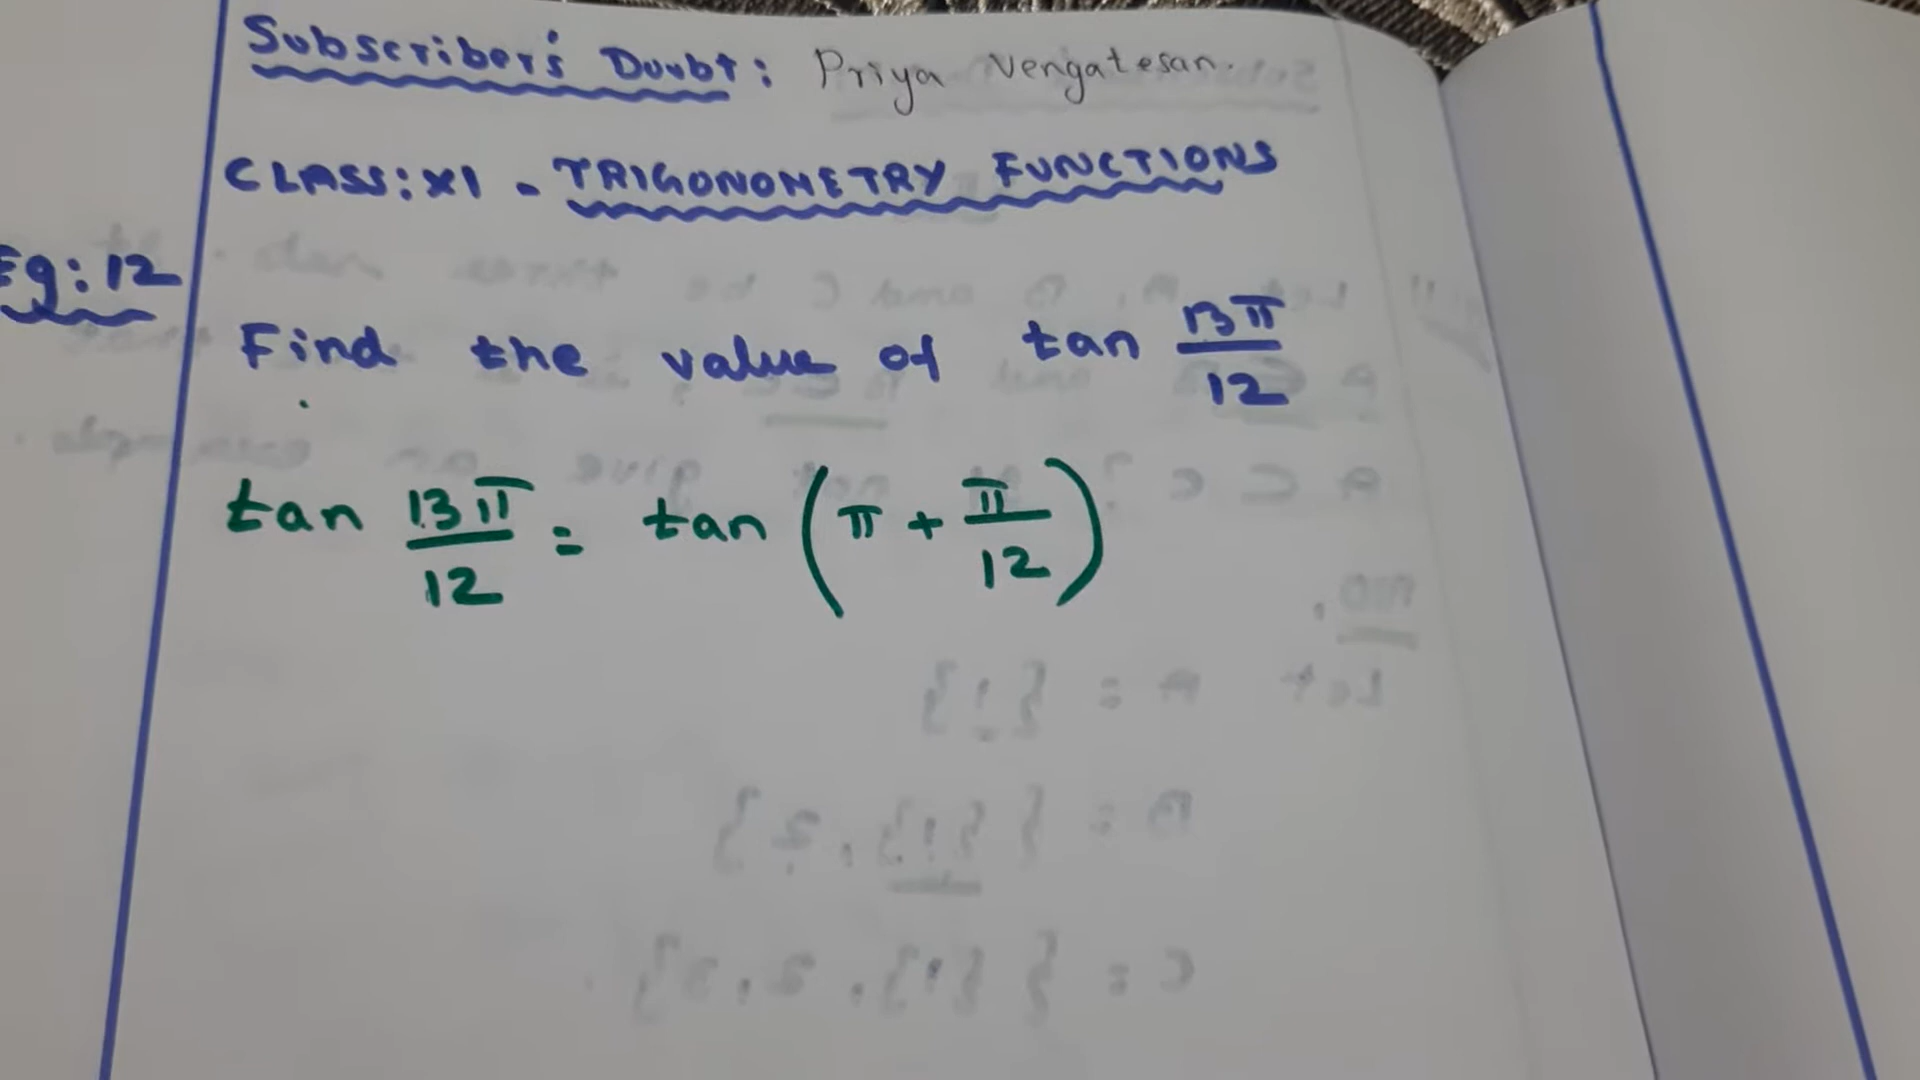 Subscriber's Doubt: Priya Vengatesan.
CLASS: XI - TRIGONOMETRY FUNCTIONS
Eg: 12
Find the value of tan 13π/12
tan 13π/12 = tan (π + π/12)